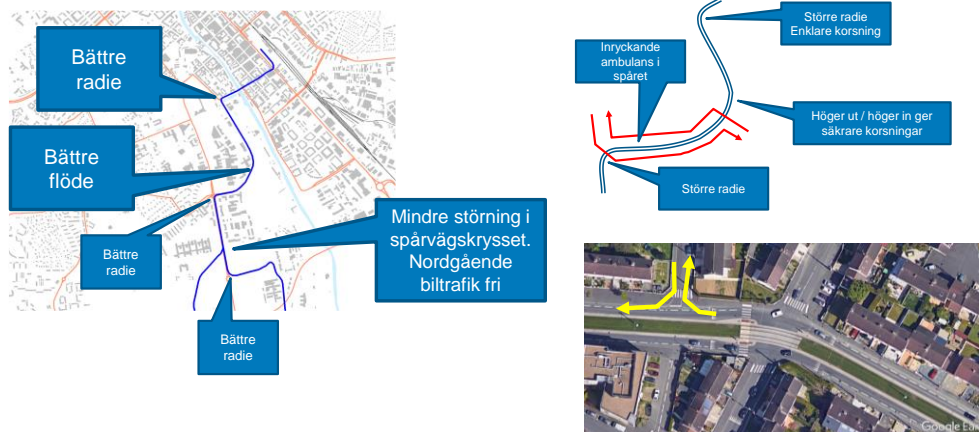 Bättre
radie
Bättre
flöde
Bättre
radie
Mindre störning i
spårvägskrysset.
Nordgående
biltrafik fri
Bättre
radie
Större radie
Enklare korsning
Inryckande
ambulans i
spåret
Höger ut / höger in ger
säkrare korsningar
Större radie
Google Ea